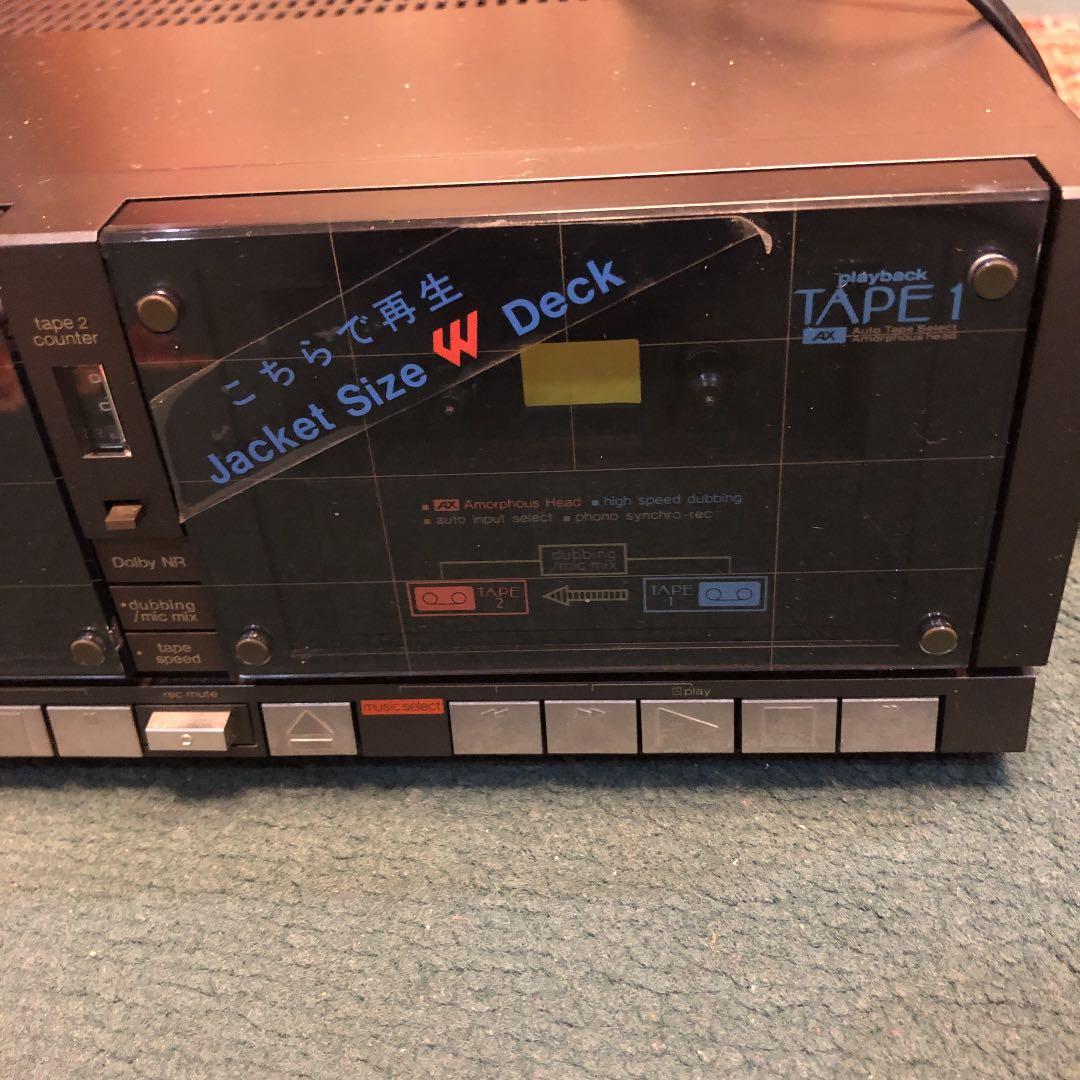 tape 2
counter
Dolby NR
•dubbing
/mic mix
• tape
speed
こちらで再生
Jacket Size W Deck
playback
TAPE 1
AX Auto Tape Select
Amorphous head
■ AX Amorphous Head ■ high speed dubbing
■ auto input select ■ phono synchro-rec
dubbing
/mic mix
TAPE
2
TAPE
1
rec mute
music select
play